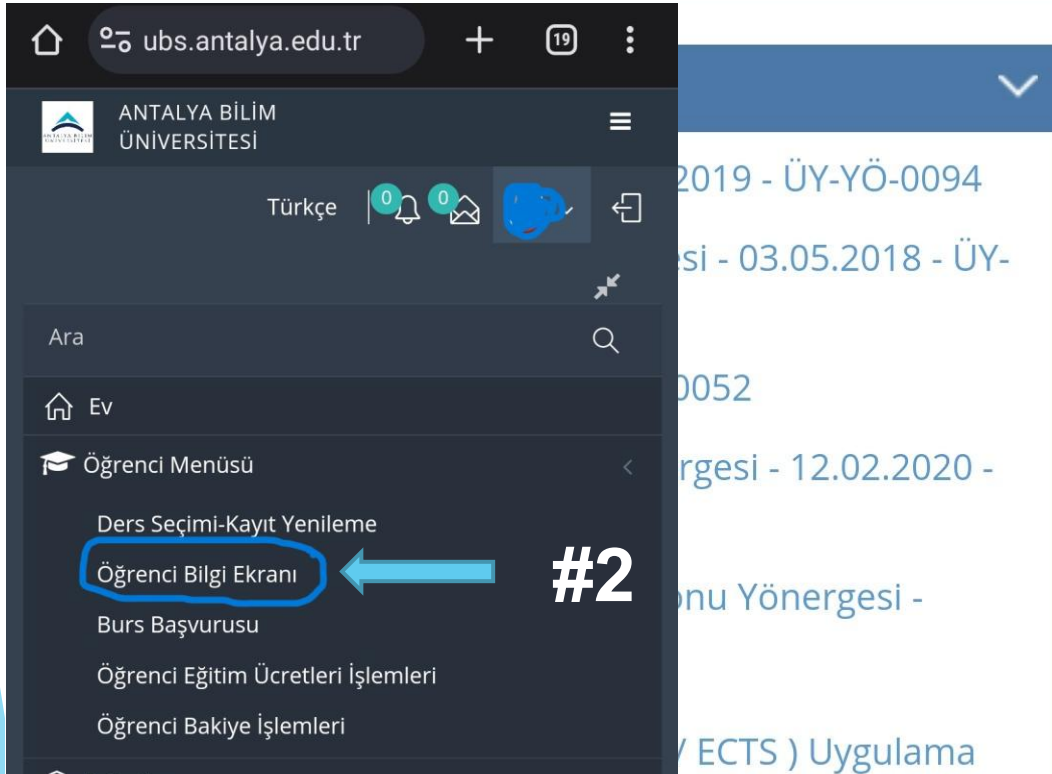 ubs.antalya.edu.tr
19
ANTALYA BİLİM
ÜNİVERSİTESİ
Türkçe
0
0
Ara
Ev
Öğrenci Menüsü
Ders Seçimi-Kayıt Yenileme
Öğrenci Bilgi Ekranı
#2
Burs Başvurusu
Öğrenci Eğitim Ücretleri İşlemleri
Öğrenci Bakiye İşlemleri
2019 - ÜY-YÖ-0094
si - 03.05.2018 - ÜY-
0052
rgesi - 12.02.2020 -
onu Yönergesi -
/ ECTS ) Uygulama